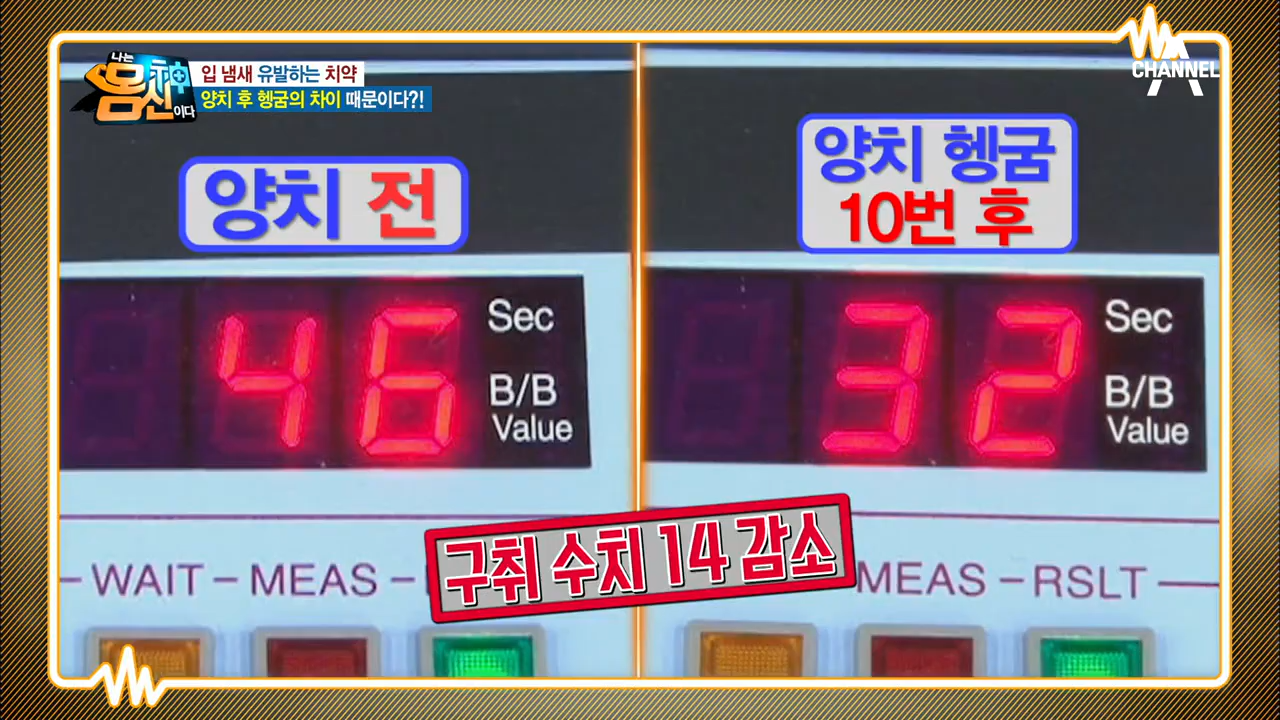 나는
몸神
신이다
입 냄새 유발하는 치약
양치 후 헹굼의 차이 때문이다?!
CHANNEL A
양치 전
양치 헹굼
10번 후
46
Sec
B/B
Value
32
Sec
B/B
Value
구취 수치 14 감소
WAIT
MEAS
MEAS
RSLT